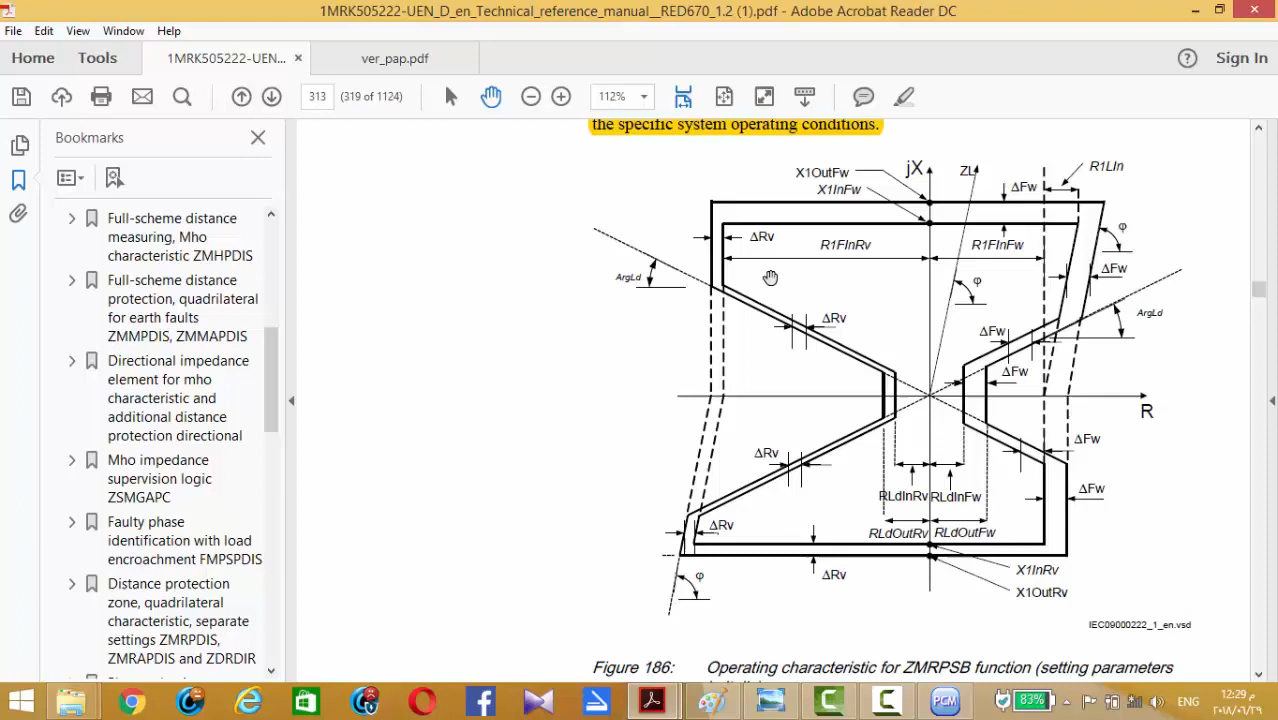 1MRK505222-UEN_D_en_Technical_reference_manual__RED670_1.2 (1).pdf - Adobe Acrobat Reader DC
File Edit View Window Help
Home Tools 1MRK505222-UEN... × ver_pap.pdf Sign In
313 (319 of 1124) 112%
Bookmarks
Full-scheme distance
measuring, Mho
characteristic ZMHPDIS
Full-scheme distance
protection, quadrilateral
for earth faults
ZMMPDIS, ZMMAPDIS
Directional impedance
element for mho
characteristic and
additional distance
protection directional
Mho impedance
supervision logic
ZSMGAPC
Faulty phase
identification with load
encroachment FMPSPDIS
Distance protection
zone, quadrilateral
characteristic, separate
settings ZMRPDIS,
ZMRAPDIS and ZDRDIR
the specific system operating conditions.
X1OutFw jX ZL R1LIn
X1InFw ΔFw
ΔRv R1FInRv R1FInFw φ
ArgLd φ ΔFw
ΔRv ΔFw ArgLd
ΔFw
R
ΔRv ΔFw
RLdInRv RLdInFw ΔFw
ΔRv RLdOutRv RLdOutFw
φ ΔRv X1InRv
X1OutRv
IEC09000222_1_en.vsd
Figure 186: Operating characteristic for ZMRPSB function (setting parameters
PCM 83% ENG 12:29 م
٢٠١٨/٠٦/٢٩